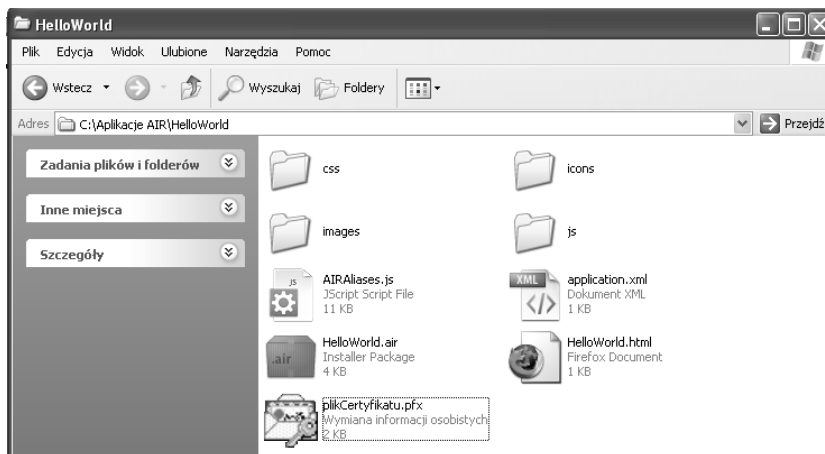 HelloWorld
Plik Edycja Widok Ulubione Narzędzia Pomoc
Wstecz Wyszukaj Foldery
Adres C:\Aplikacje AIR\HelloWorld Przejdź
Zadania plików i folderów
Inne miejsca
Szczegóły
css
icons
images
js
JS
AIRAliases.js
JScript Script File
11 KB
XML
application.xml
Dokument XML
1 KB
.air
HelloWorld.air
Installer Package
4 KB
HelloWorld.html
Firefox Document
1 KB
plikCertyfikatu.pfx
Wymiana informacji osobistych
2 KB